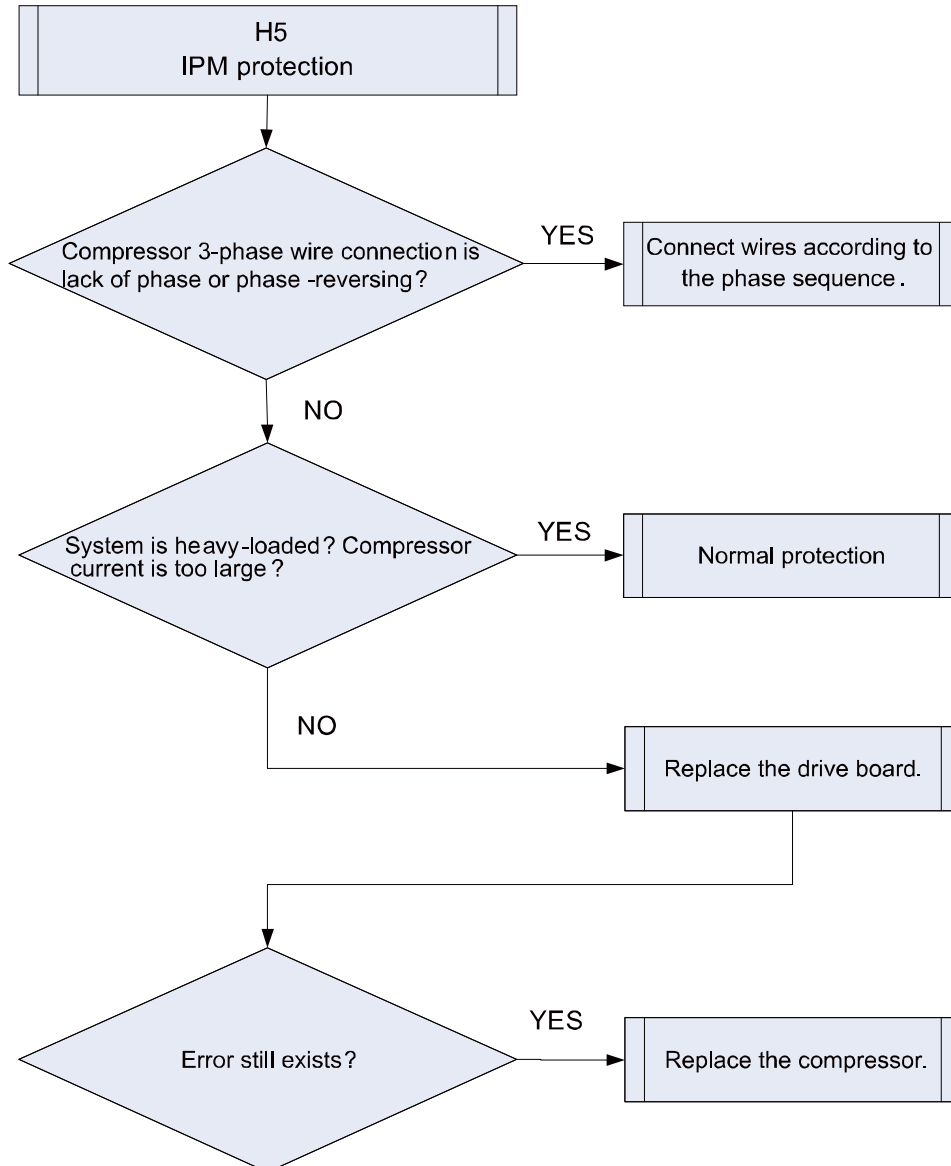 H5
IPM protection
Compressor 3-phase wire connection is
lack of phase or phase -reversing?
YES
Connect wires according to
the phase sequence.
NO
System is heavy-loaded? Compressor
current is too large?
YES
Normal protection
NO
Replace the drive board.
Error still exists?
YES
Replace the compressor.